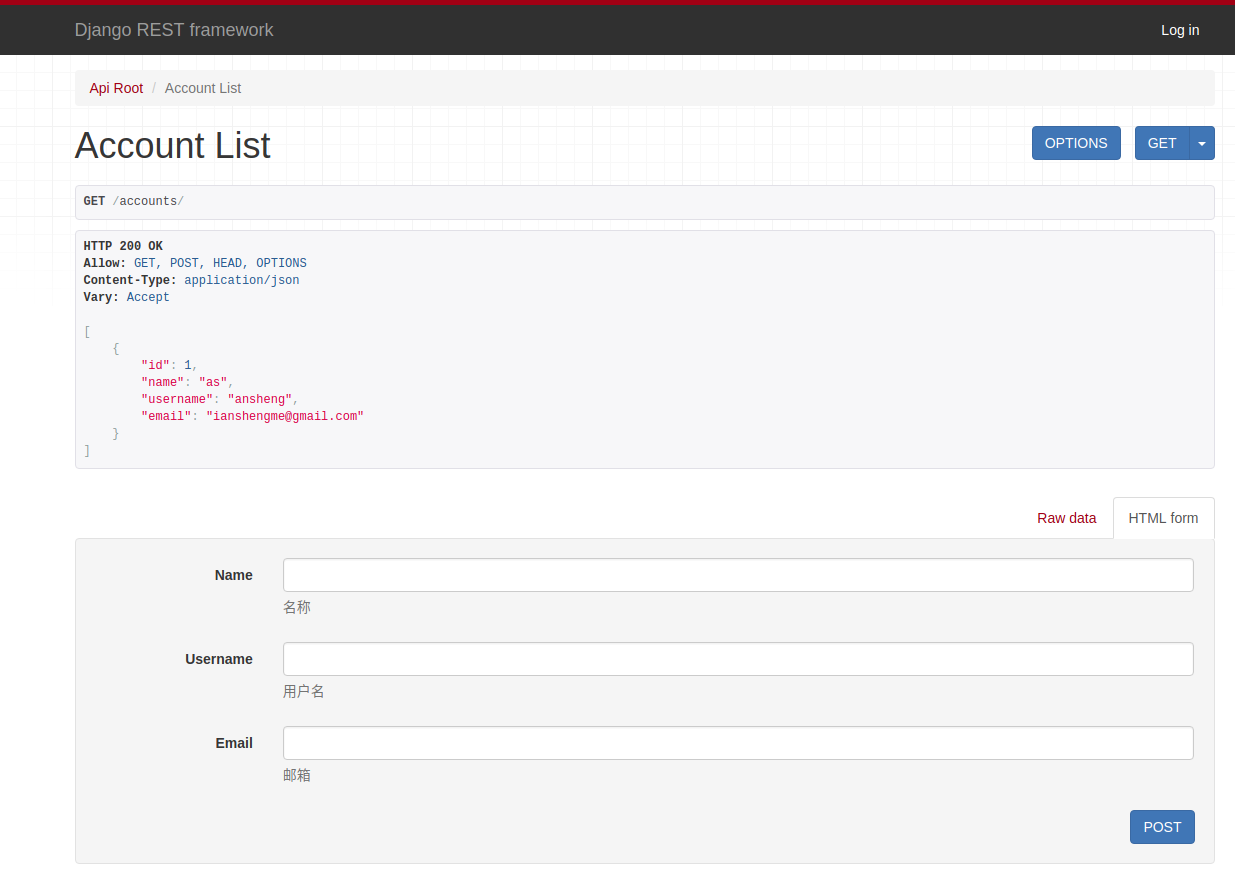 Django REST framework
Log in
Api Root / Account List
Account List
OPTIONS
GET
GET /accounts/
HTTP 200 OK
Allow: GET, POST, HEAD, OPTIONS
Content-Type: application/json
Vary: Accept
[
    {
        "id": 1,
        "name": "as",
        "username": "ansheng",
        "email": "ianshengme@gmail.com"
    }
]
Raw data
HTML form
Name
名称
Username
用户名
Email
邮箱
POST